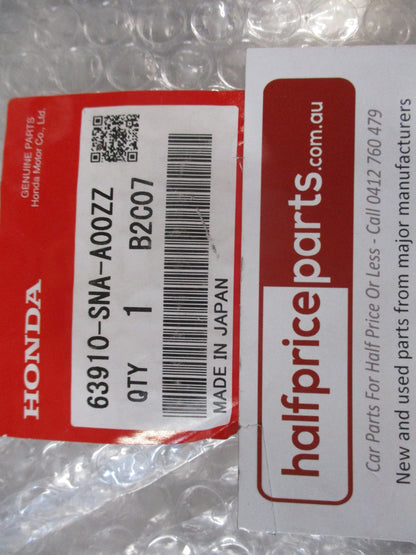 GENUINE PARTS
Honda Motor Co., Ltd.
HONDA
63910-SNA-A00ZZ
QTY 1 B2C07
MADE IN JAPAN
halfpriceparts.com.au
Car Parts For Half Price Or Less - Call 0412 760 479
New and used parts from major manufacturers